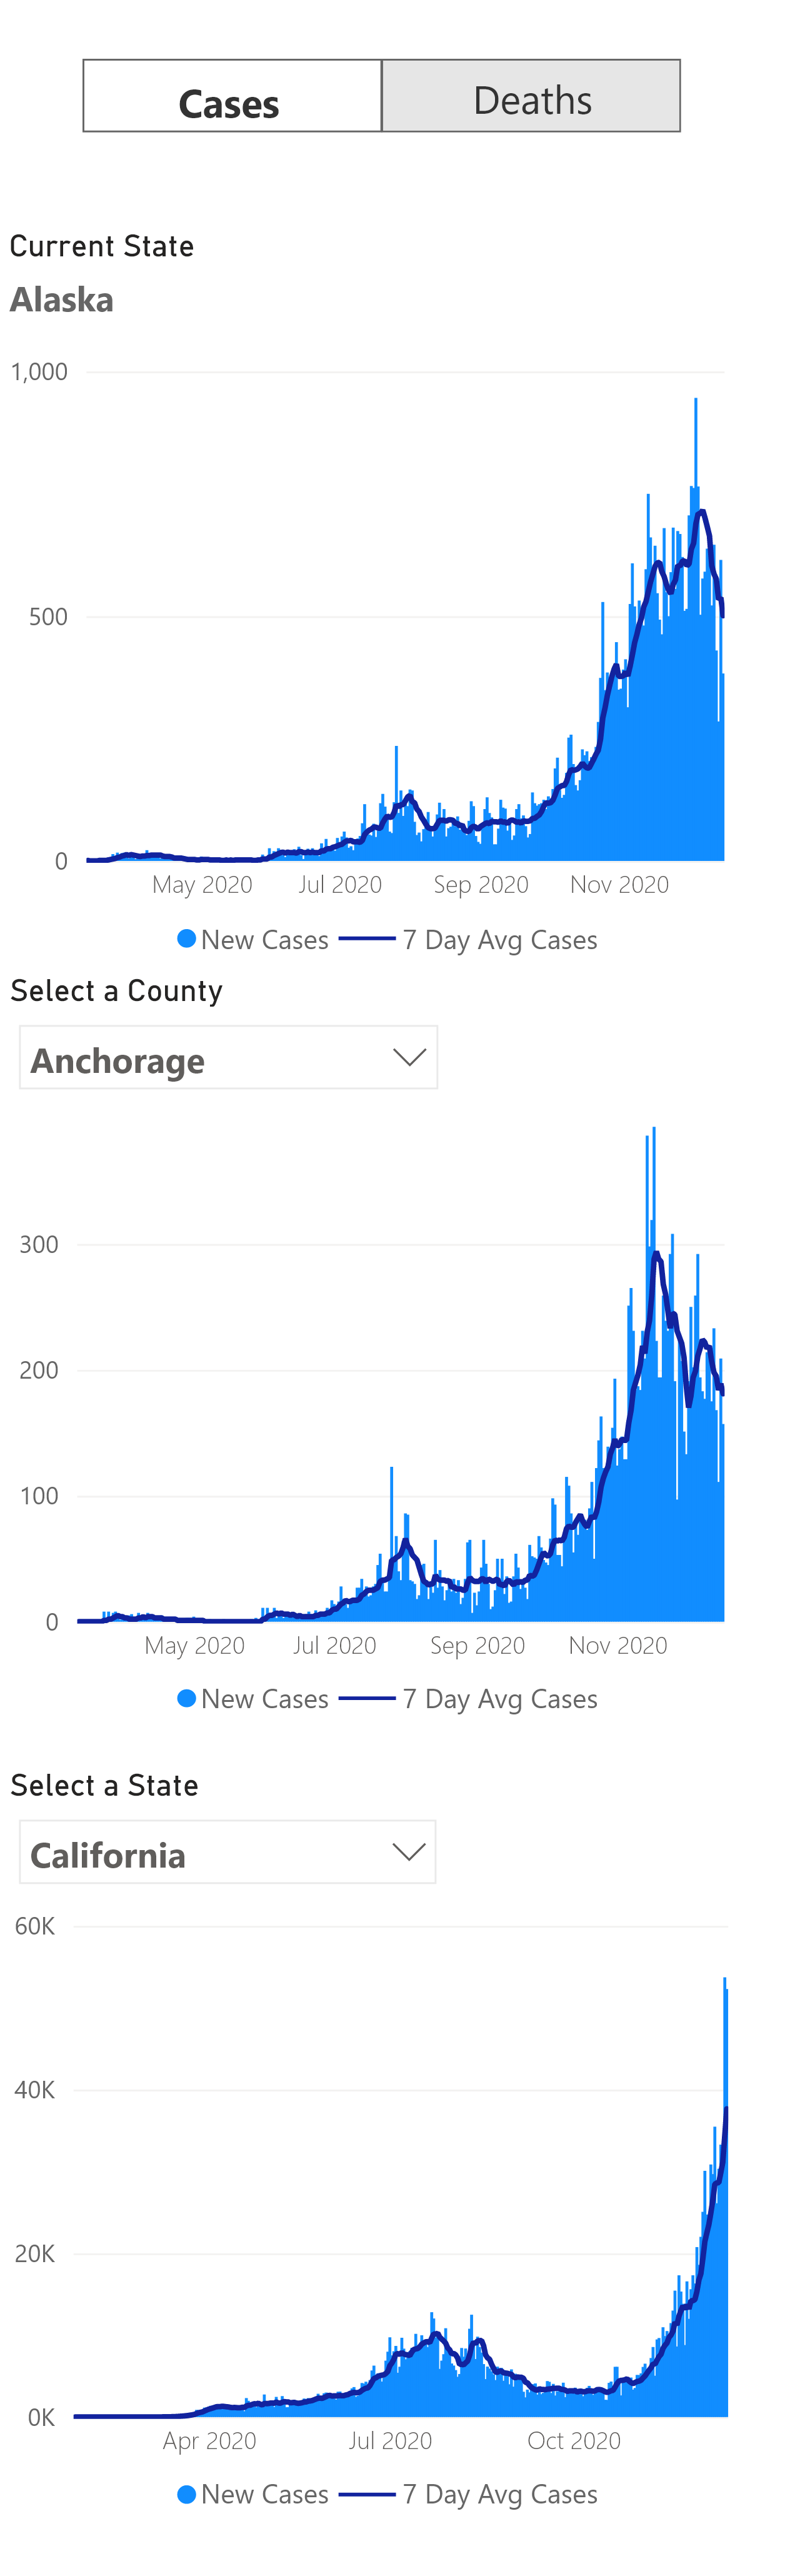 Cases Deaths
Current State
Alaska
1,000
500
0
May 2020 Jul 2020 Sep 2020 Nov 2020
New Cases 7 Day Avg Cases
Select a County
Anchorage
300
200
100
0
May 2020 Jul 2020 Sep 2020 Nov 2020
New Cases 7 Day Avg Cases
Select a State
California
60K
40K
20K
0K
Apr 2020 Jul 2020 Oct 2020
New Cases 7 Day Avg Cases